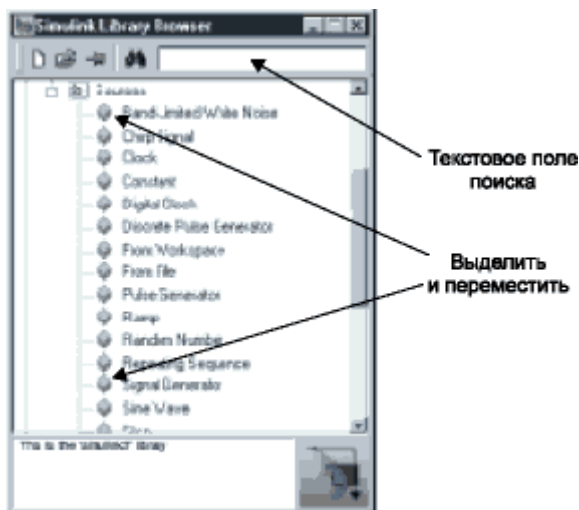 Simulink Library Browser
Sources
Band-Limited White Noise
Chirp Signal
Clock
Constant
Digital Clock
Discrete Pulse Generator
From Workspace
From File
Pulse Generator
Ramp
Random Number
Repeating Sequence
Signal Generator
Sine Wave
Step
This is the 'simulink3' library
Текстовое поле
поиска
Выделить
и переместить